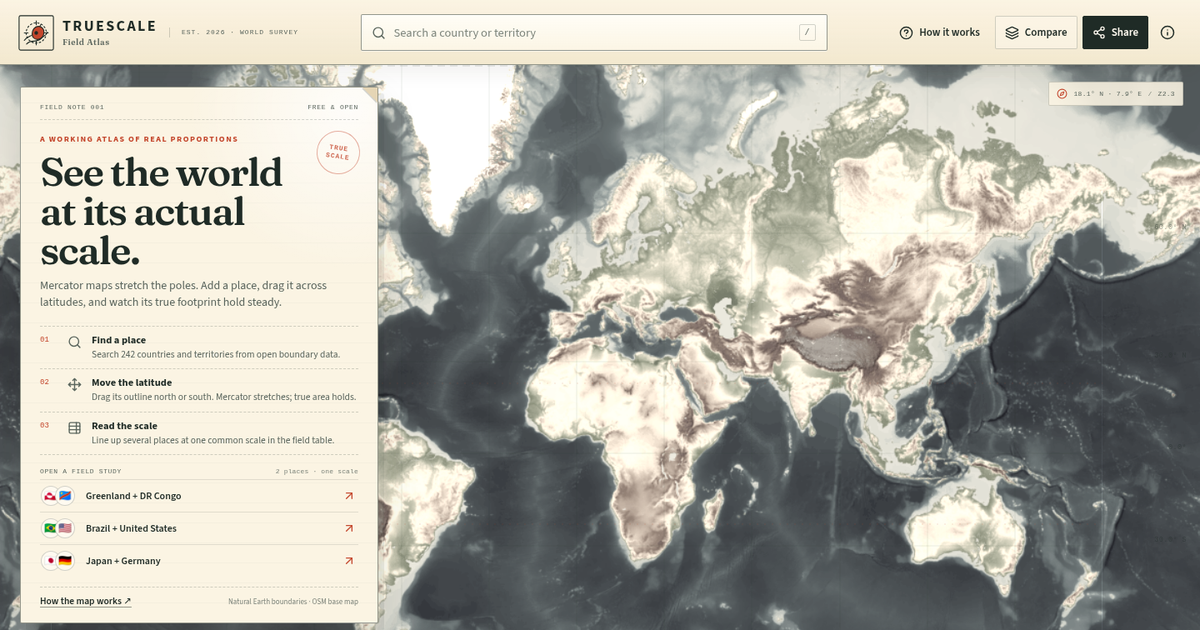 TRUESCALE
Field Atlas
EST. 2026 · WORLD SURVEY
Search a country or territory
/
How it works
Compare
Share
FIELD NOTE 001
FREE & OPEN
A WORKING ATLAS OF REAL PROPORTIONS
TRUE
SCALE
See the world
at its actual
scale.
Mercator maps stretch the poles. Add a place, drag it across
latitudes, and watch its true footprint hold steady.
01
Find a place
Search 242 countries and territories from open boundary data.
02
Move the latitude
Drag its outline north or south. Mercator stretches; true area holds.
03
Read the scale
Line up several places at one common scale in the field table.
OPEN A FIELD STUDY
2 places · one scale
Greenland + DR Congo
Brazil + United States
Japan + Germany
How the map works ↗
Natural Earth boundaries · OSM base map
18.1° N · 7.9° E / Z2.3